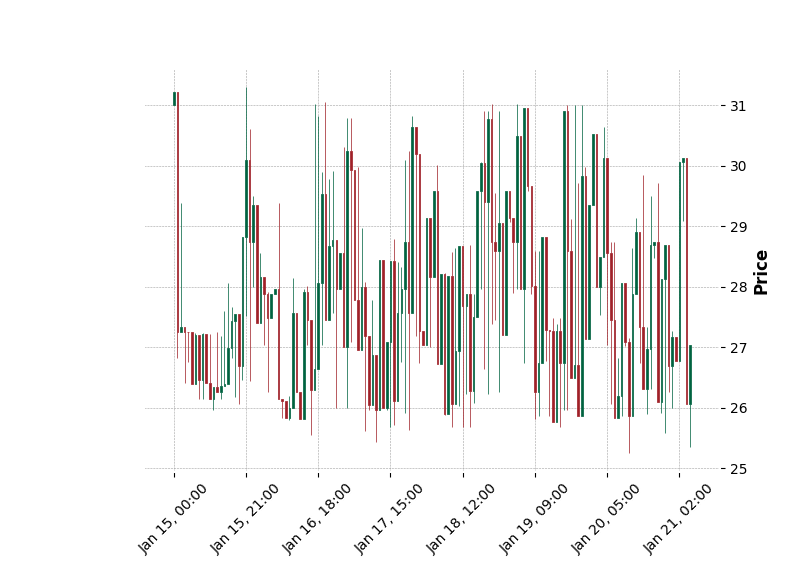 31
30
29
28
27
26
25
Price
Jan 15, 00:00
Jan 15, 21:00
Jan 16, 18:00
Jan 17, 15:00
Jan 18, 12:00
Jan 19, 09:00
Jan 20, 05:00
Jan 21, 02:00